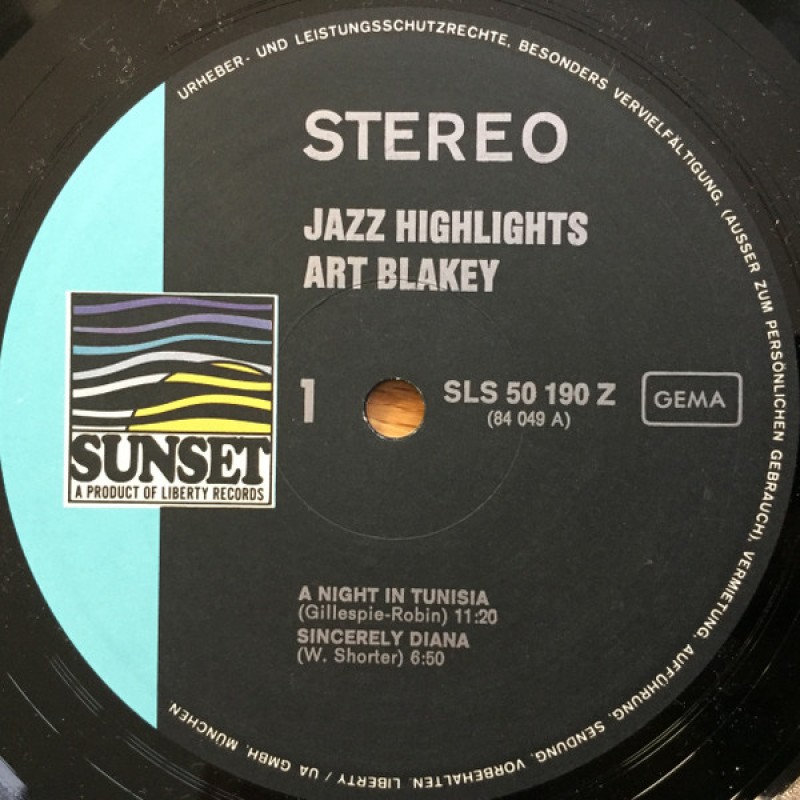 URHEBER- UND LEISTUNGSSCHUTZRECHTE, BESONDERS VERVIELFÄLTIGUNG, (AUSSER ZUM PERSÖNLICHEN GEBRAUCH), VERMIETUNG, AUFFÜHRUNG, SENDUNG, VORBEHALTEN. LIBERTY / UA GMBH, MÜNCHEN
STEREO
JAZZ HIGHLIGHTS
ART BLAKEY
1
SLS 50 190 Z
(84 049 A)
GEMA
SUNSET
A PRODUCT OF LIBERTY RECORDS
A NIGHT IN TUNISIA
(Gillespie-Robin) 11:20
SINCERELY DIANA
(W. Shorter) 6:50